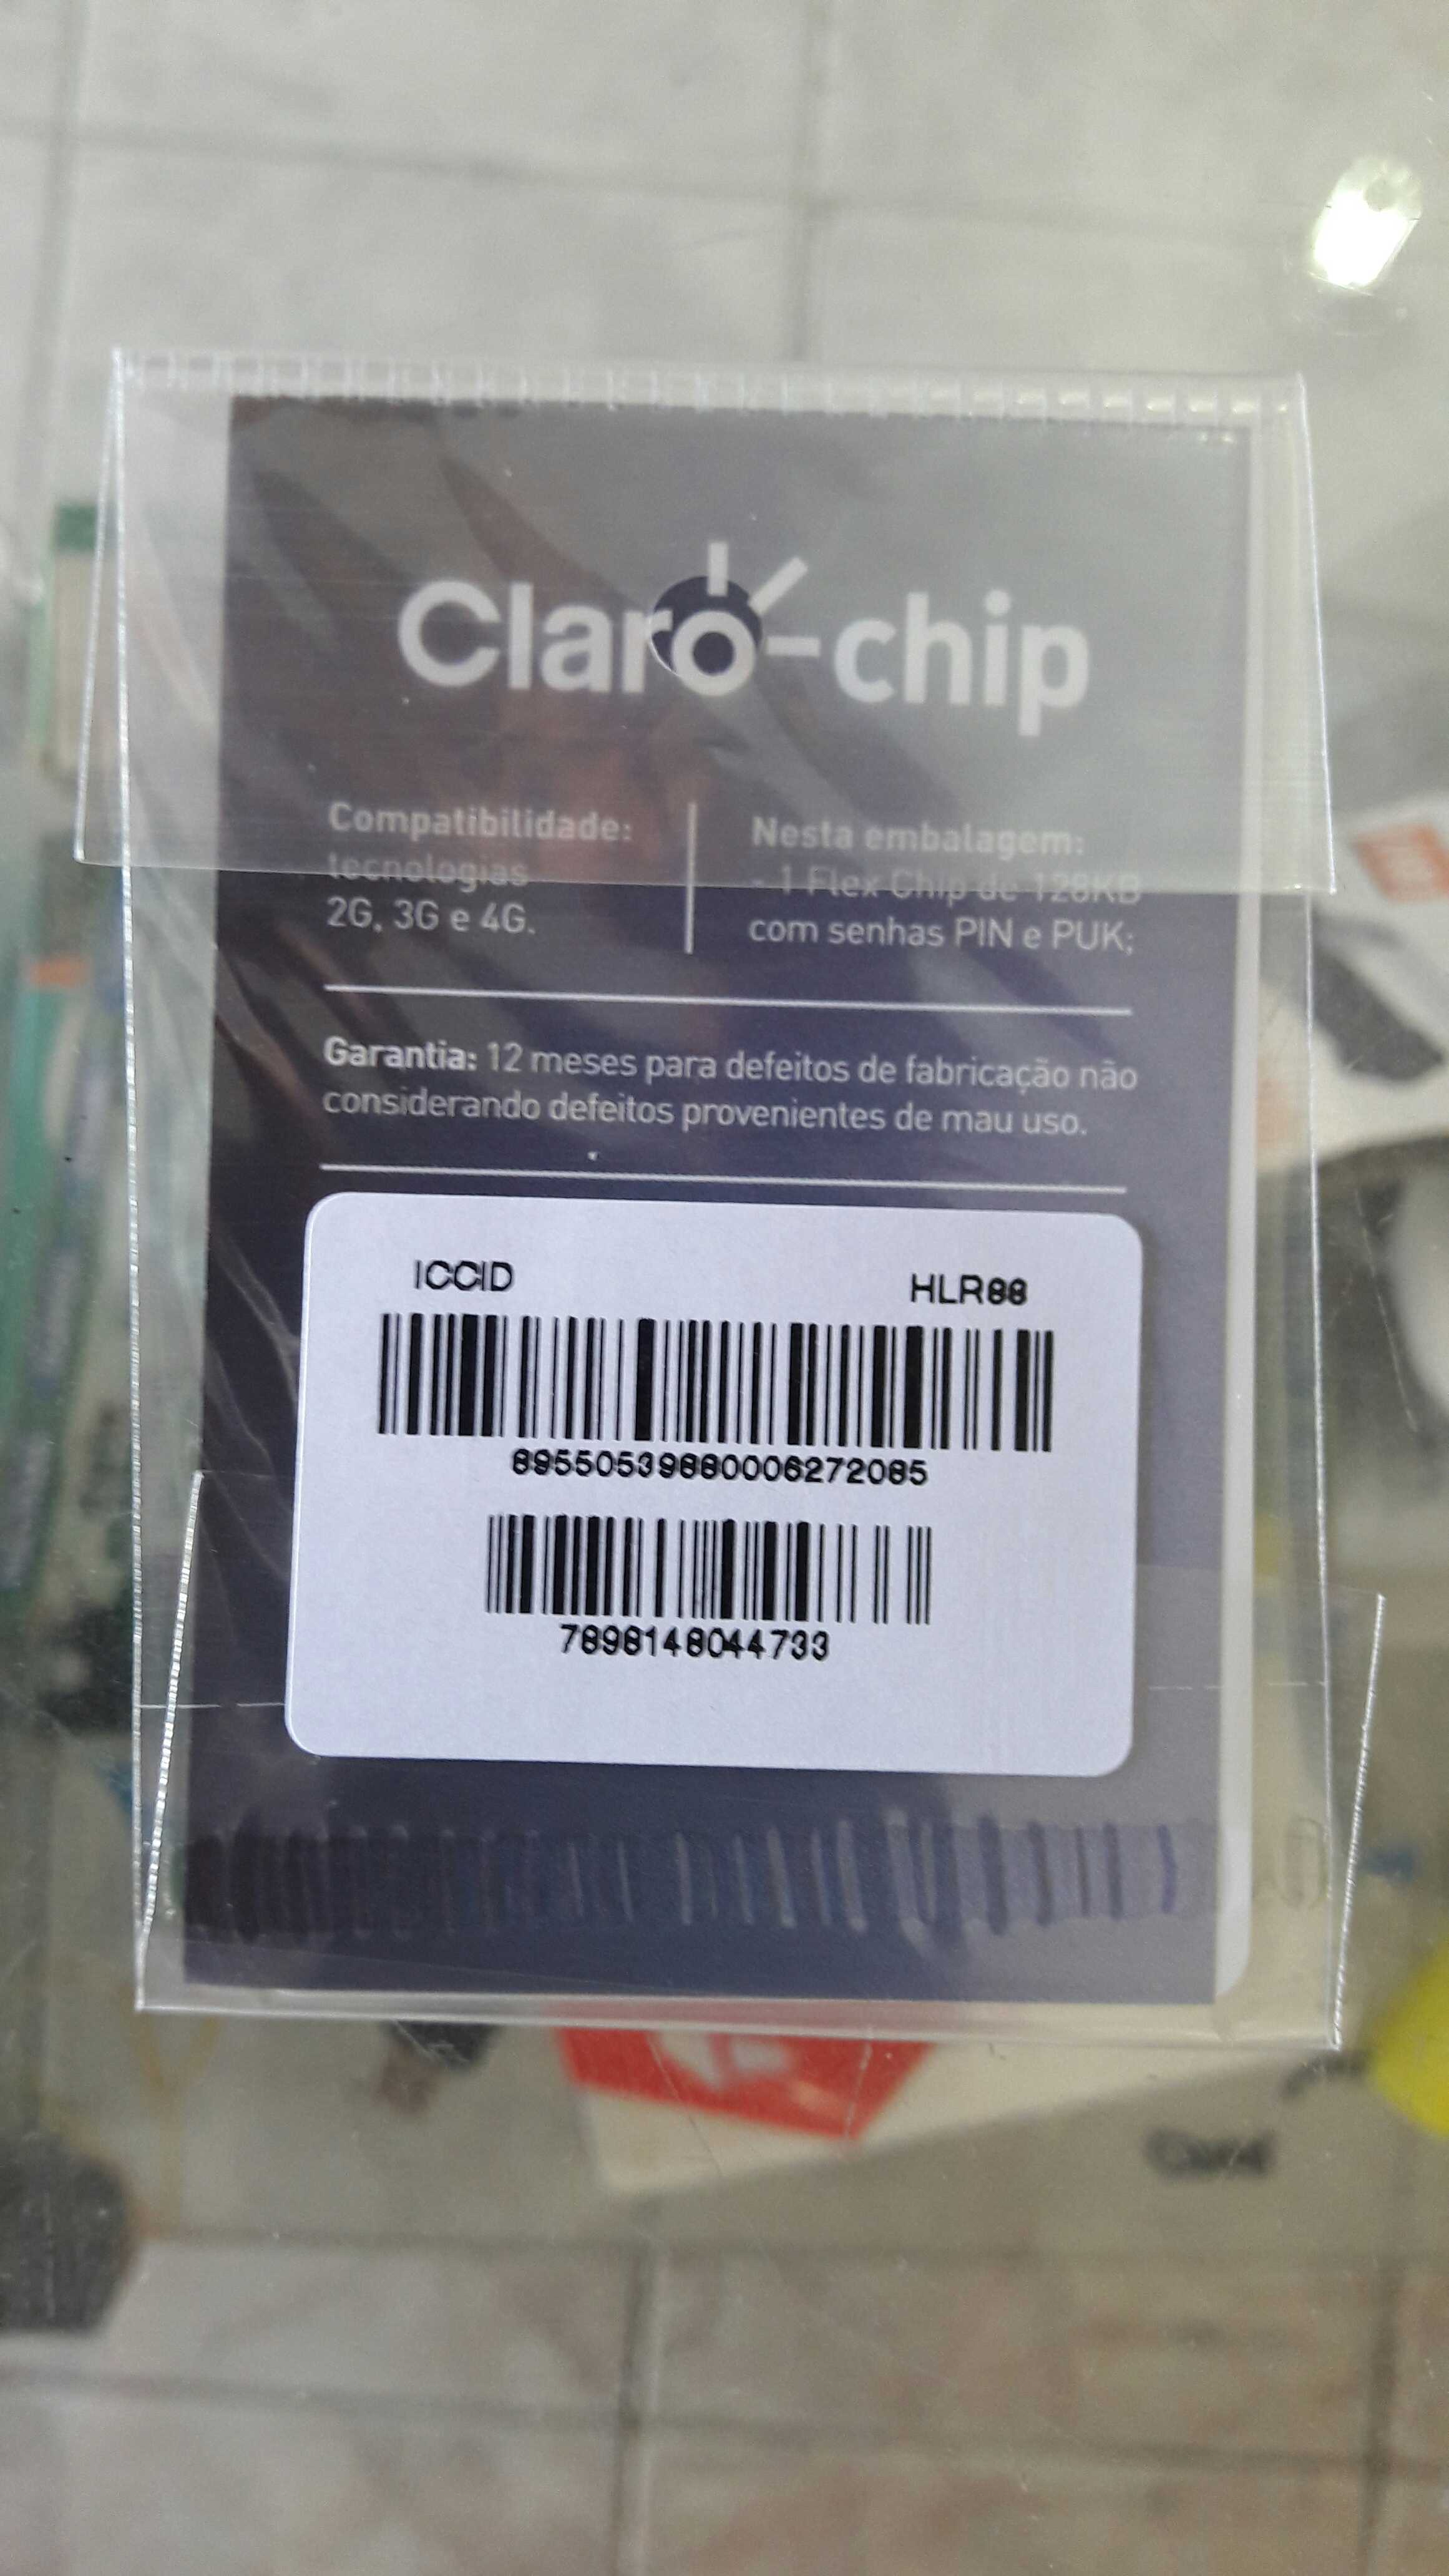 Claro-chip
Compatibilidade:
tecnologias
2G, 3G e 4G.
Nesta embalagem:
- 1 Flex Chip de 128KB
com senhas PIN e PUK;
Garantia: 12 meses para defeitos de fabricação não
considerando defeitos provenientes de mau uso.
ICCID HLR88
89550539880006272085
7898148044733